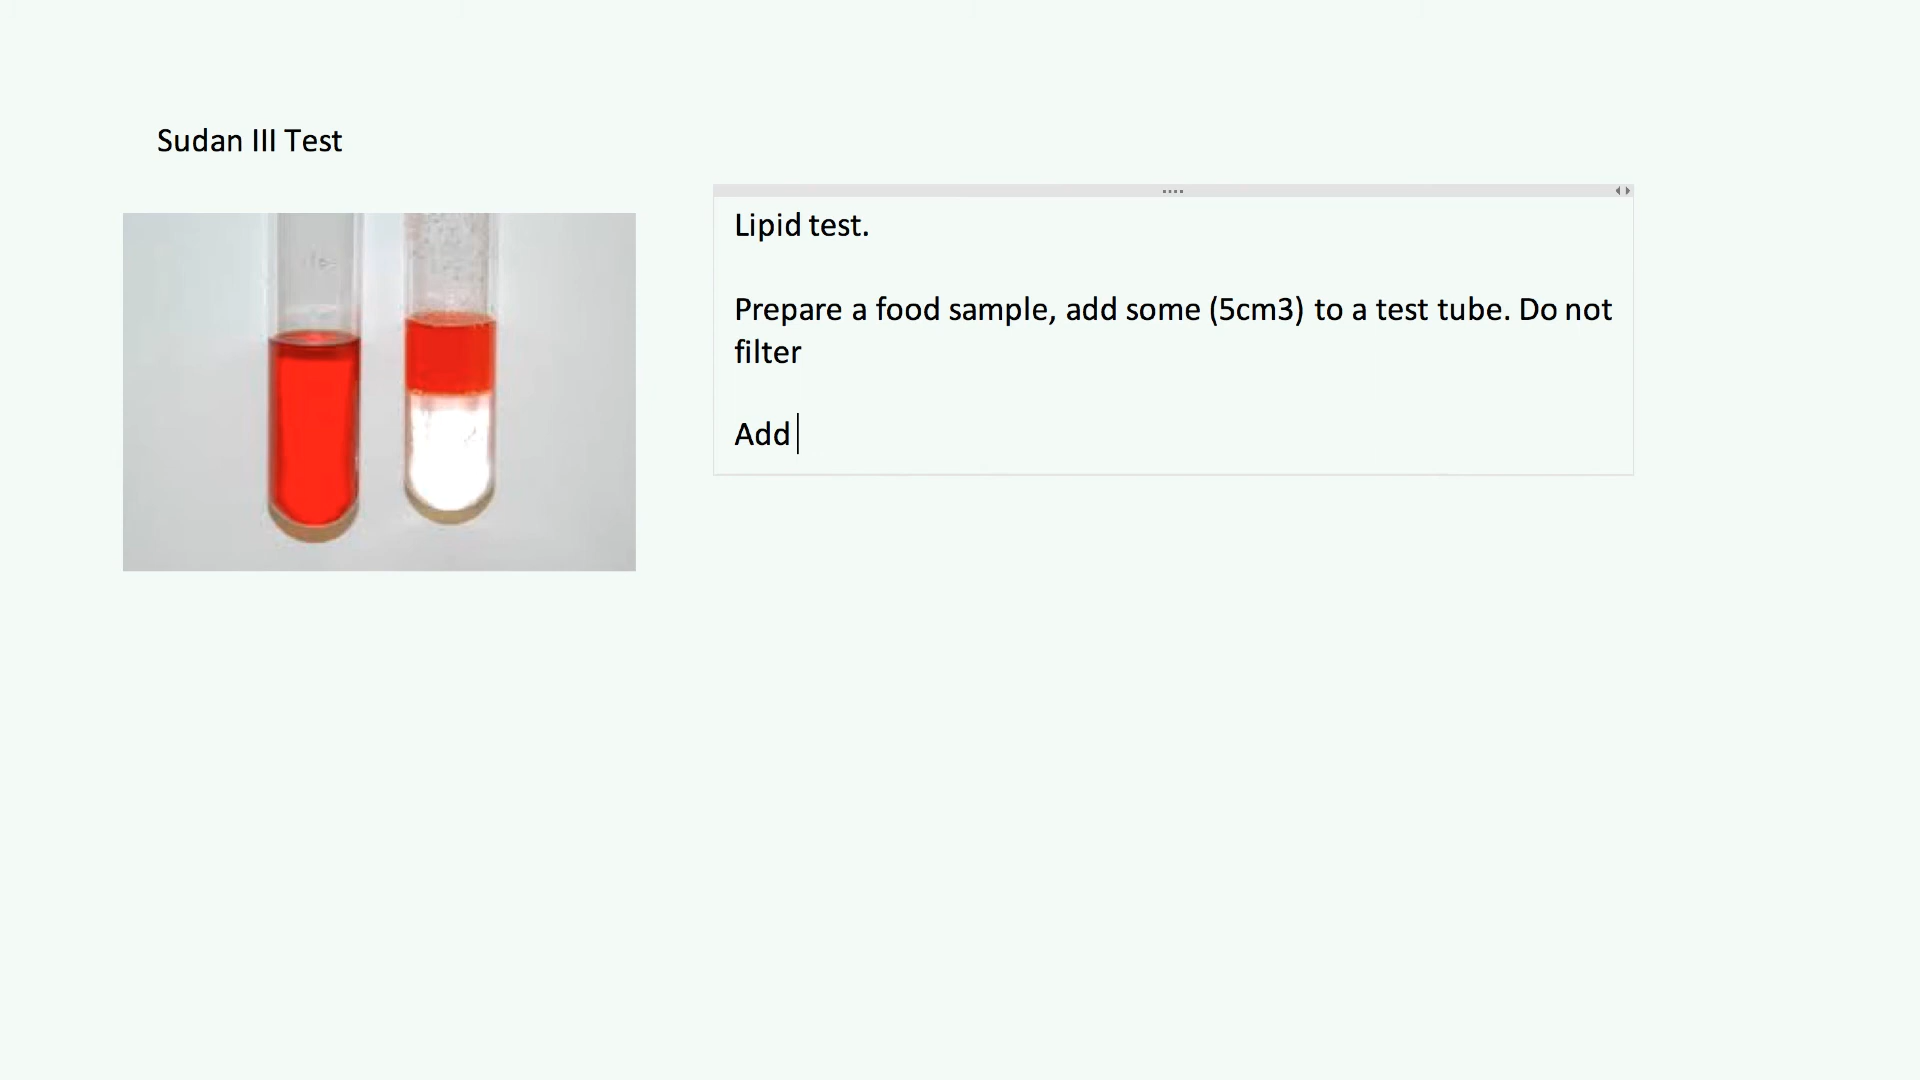 Sudan III Test
Lipid test.
Prepare a food sample, add some (5cm3) to a test tube. Do not
filter
Add